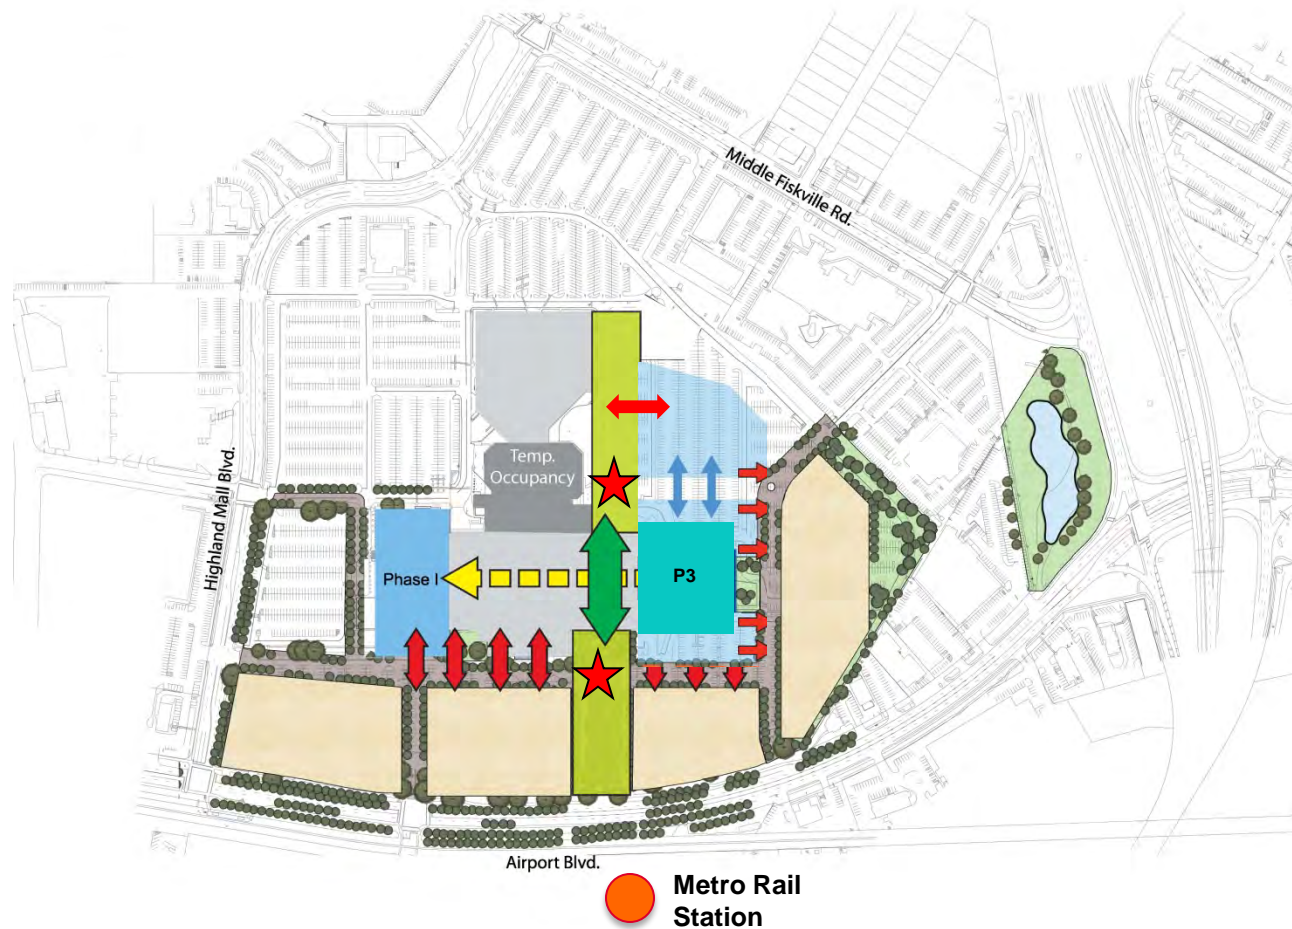 Middle Fiskville Rd.
Temp.
Occupancy
Highland Mall Blvd.
Phase I
P3
Airport Blvd.
Metro Rail
Station